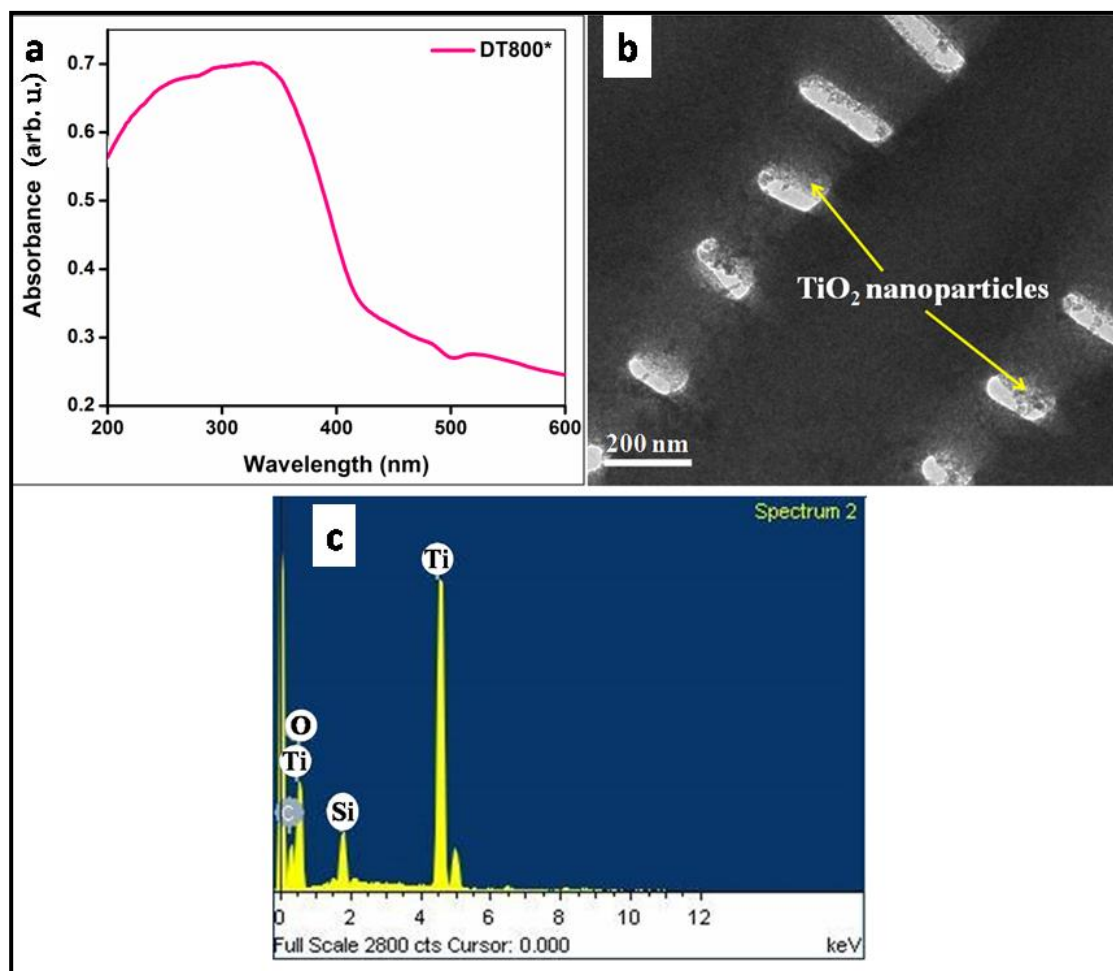 a
DT800*
Absorbance (arb. u.)
0.7
0.6
0.5
0.4
0.3
0.2
200 300 400 500 600
Wavelength (nm)
b
TiO₂ nanoparticles
200 nm
c
Spectrum 2
Ti
O
Ti
C
Si
0 2 4 6 8 10 12
Full Scale 2800 cts Cursor: 0.000 keV